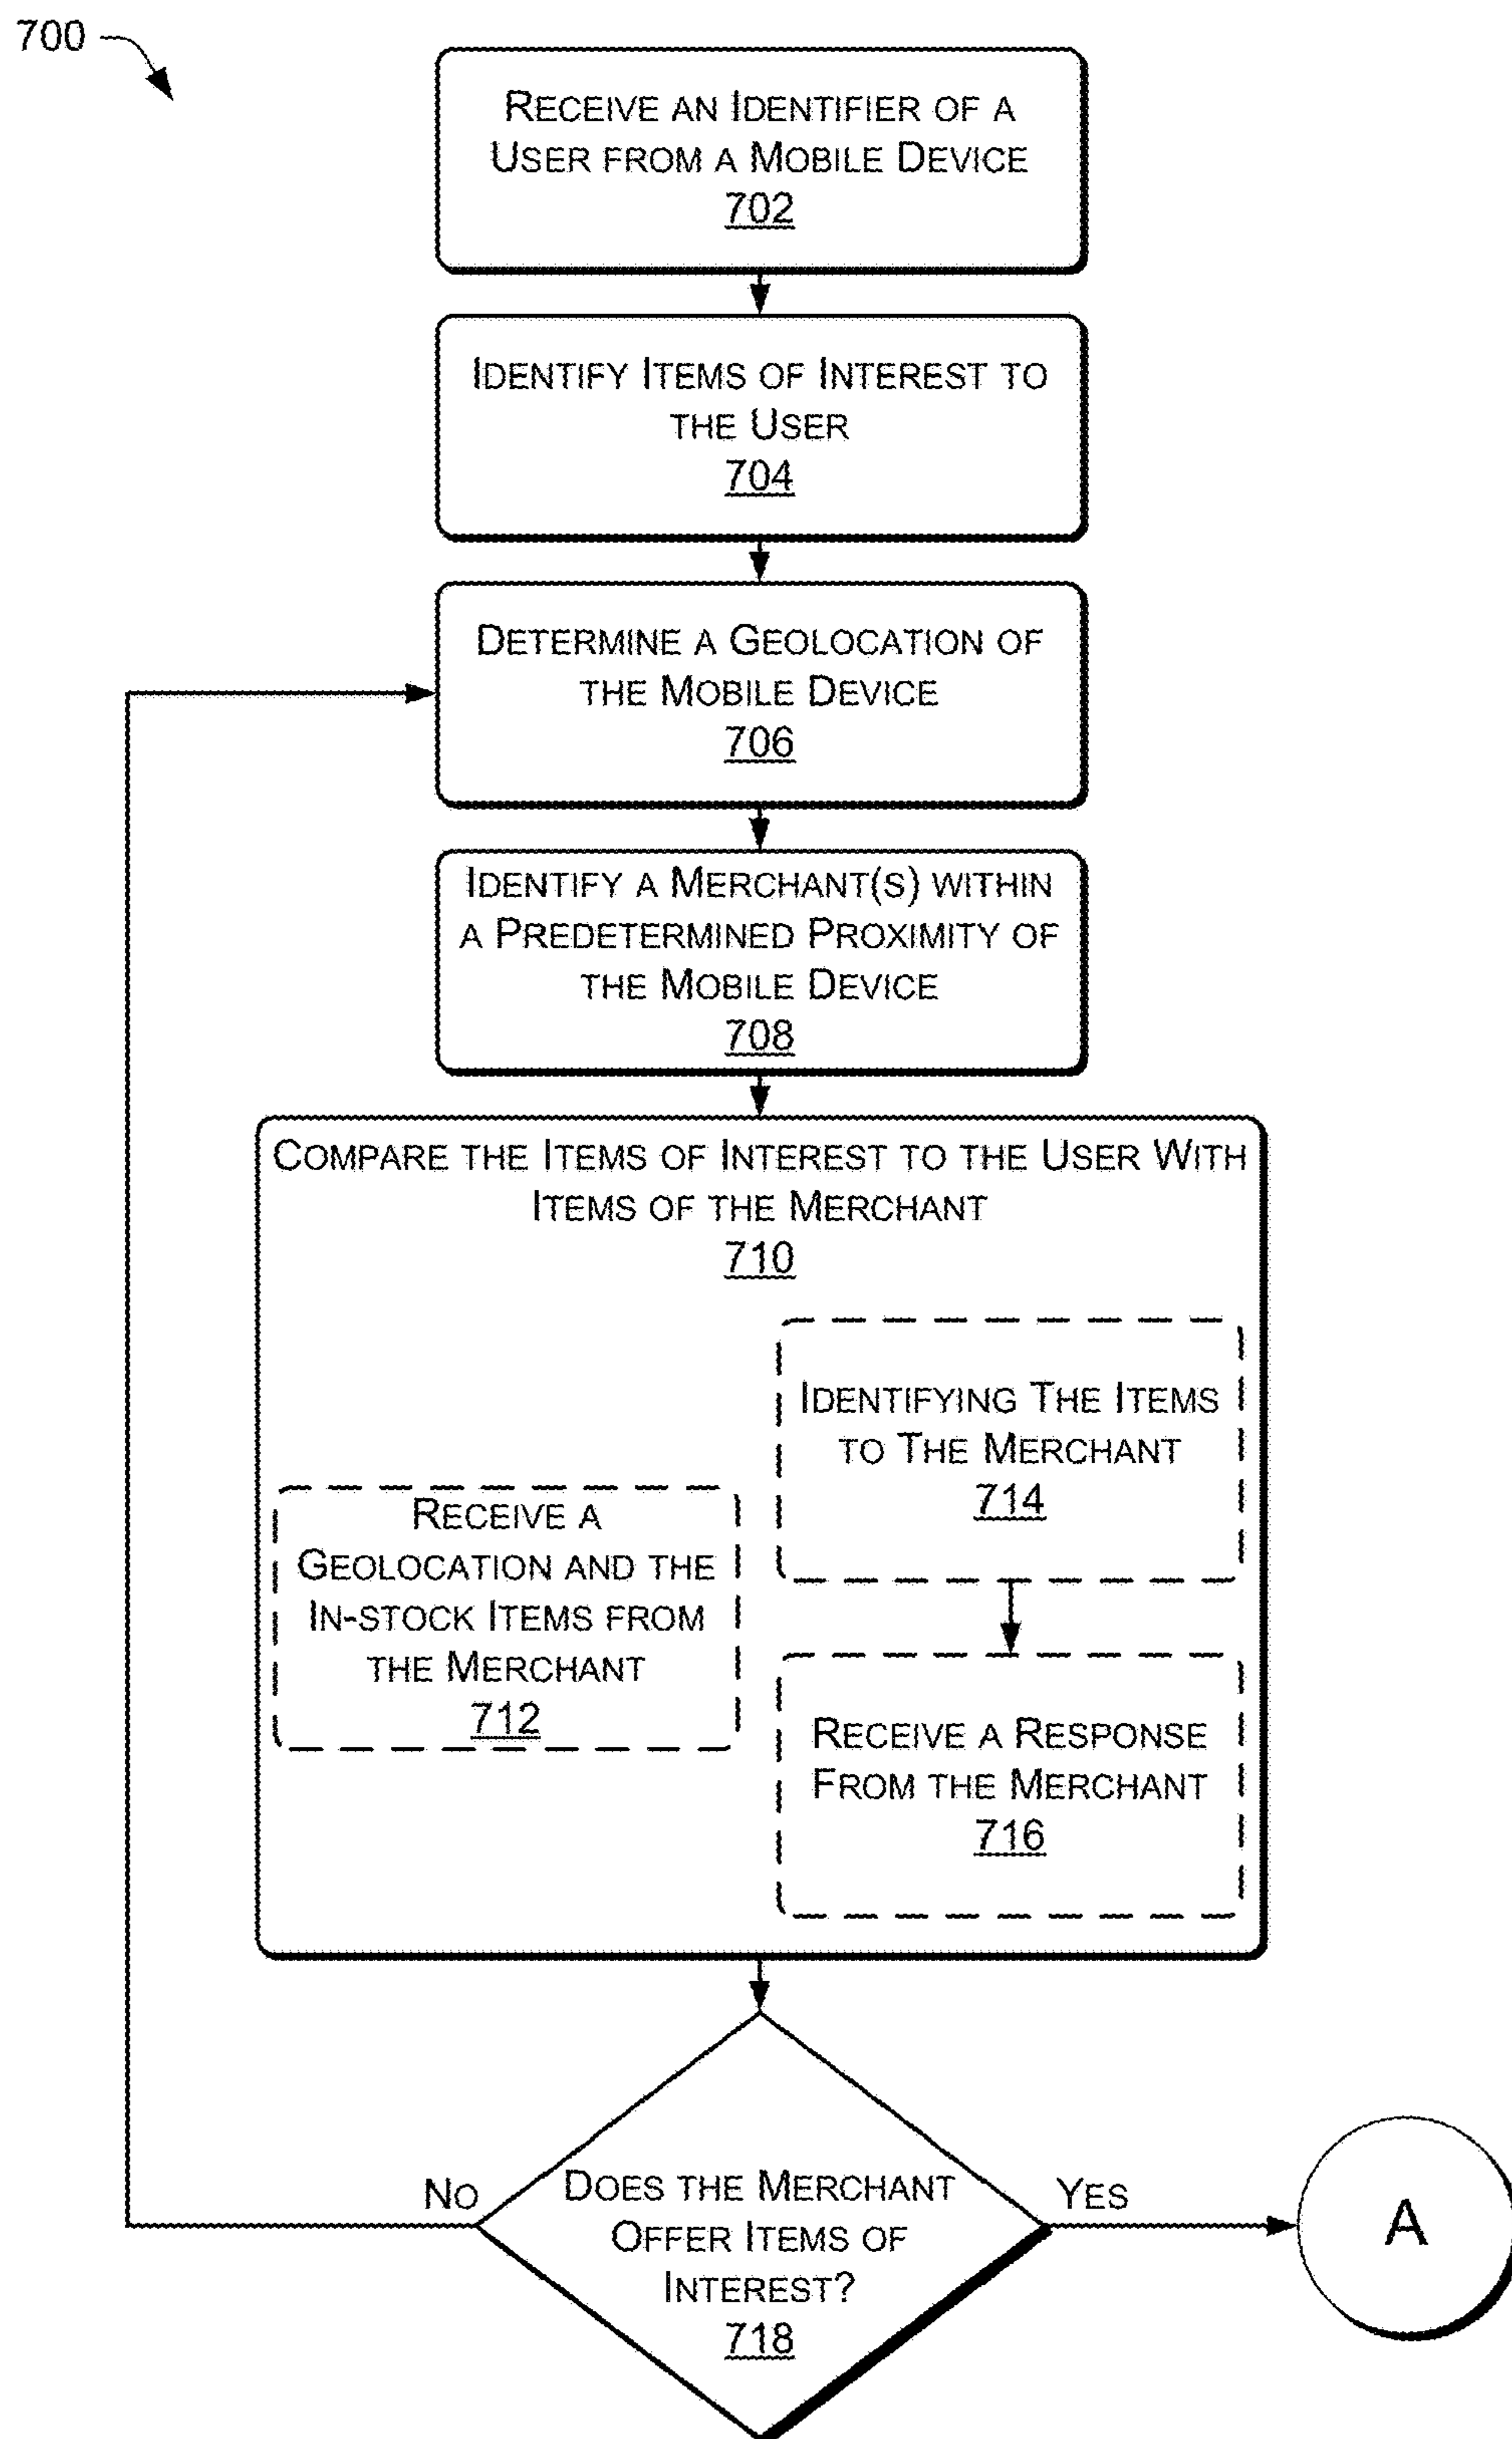 700
RECEIVE AN IDENTIFIER OF A
USER FROM A MOBILE DEVICE
702
IDENTIFY ITEMS OF INTEREST TO
THE USER
704
DETERMINE A GEOLOCATION OF
THE MOBILE DEVICE
706
IDENTIFY A MERCHANT(S) WITHIN
A PREDETERMINED PROXIMITY OF
THE MOBILE DEVICE
708
COMPARE THE ITEMS OF INTEREST TO THE USER WITH
ITEMS OF THE MERCHANT
710
RECEIVE A
GEOLOCATION AND THE
IN-STOCK ITEMS FROM
THE MERCHANT
712
IDENTIFYING THE ITEMS
TO THE MERCHANT
714
RECEIVE A RESPONSE
FROM THE MERCHANT
716
NO
DOES THE MERCHANT
OFFER ITEMS OF
INTEREST?
718
YES
A